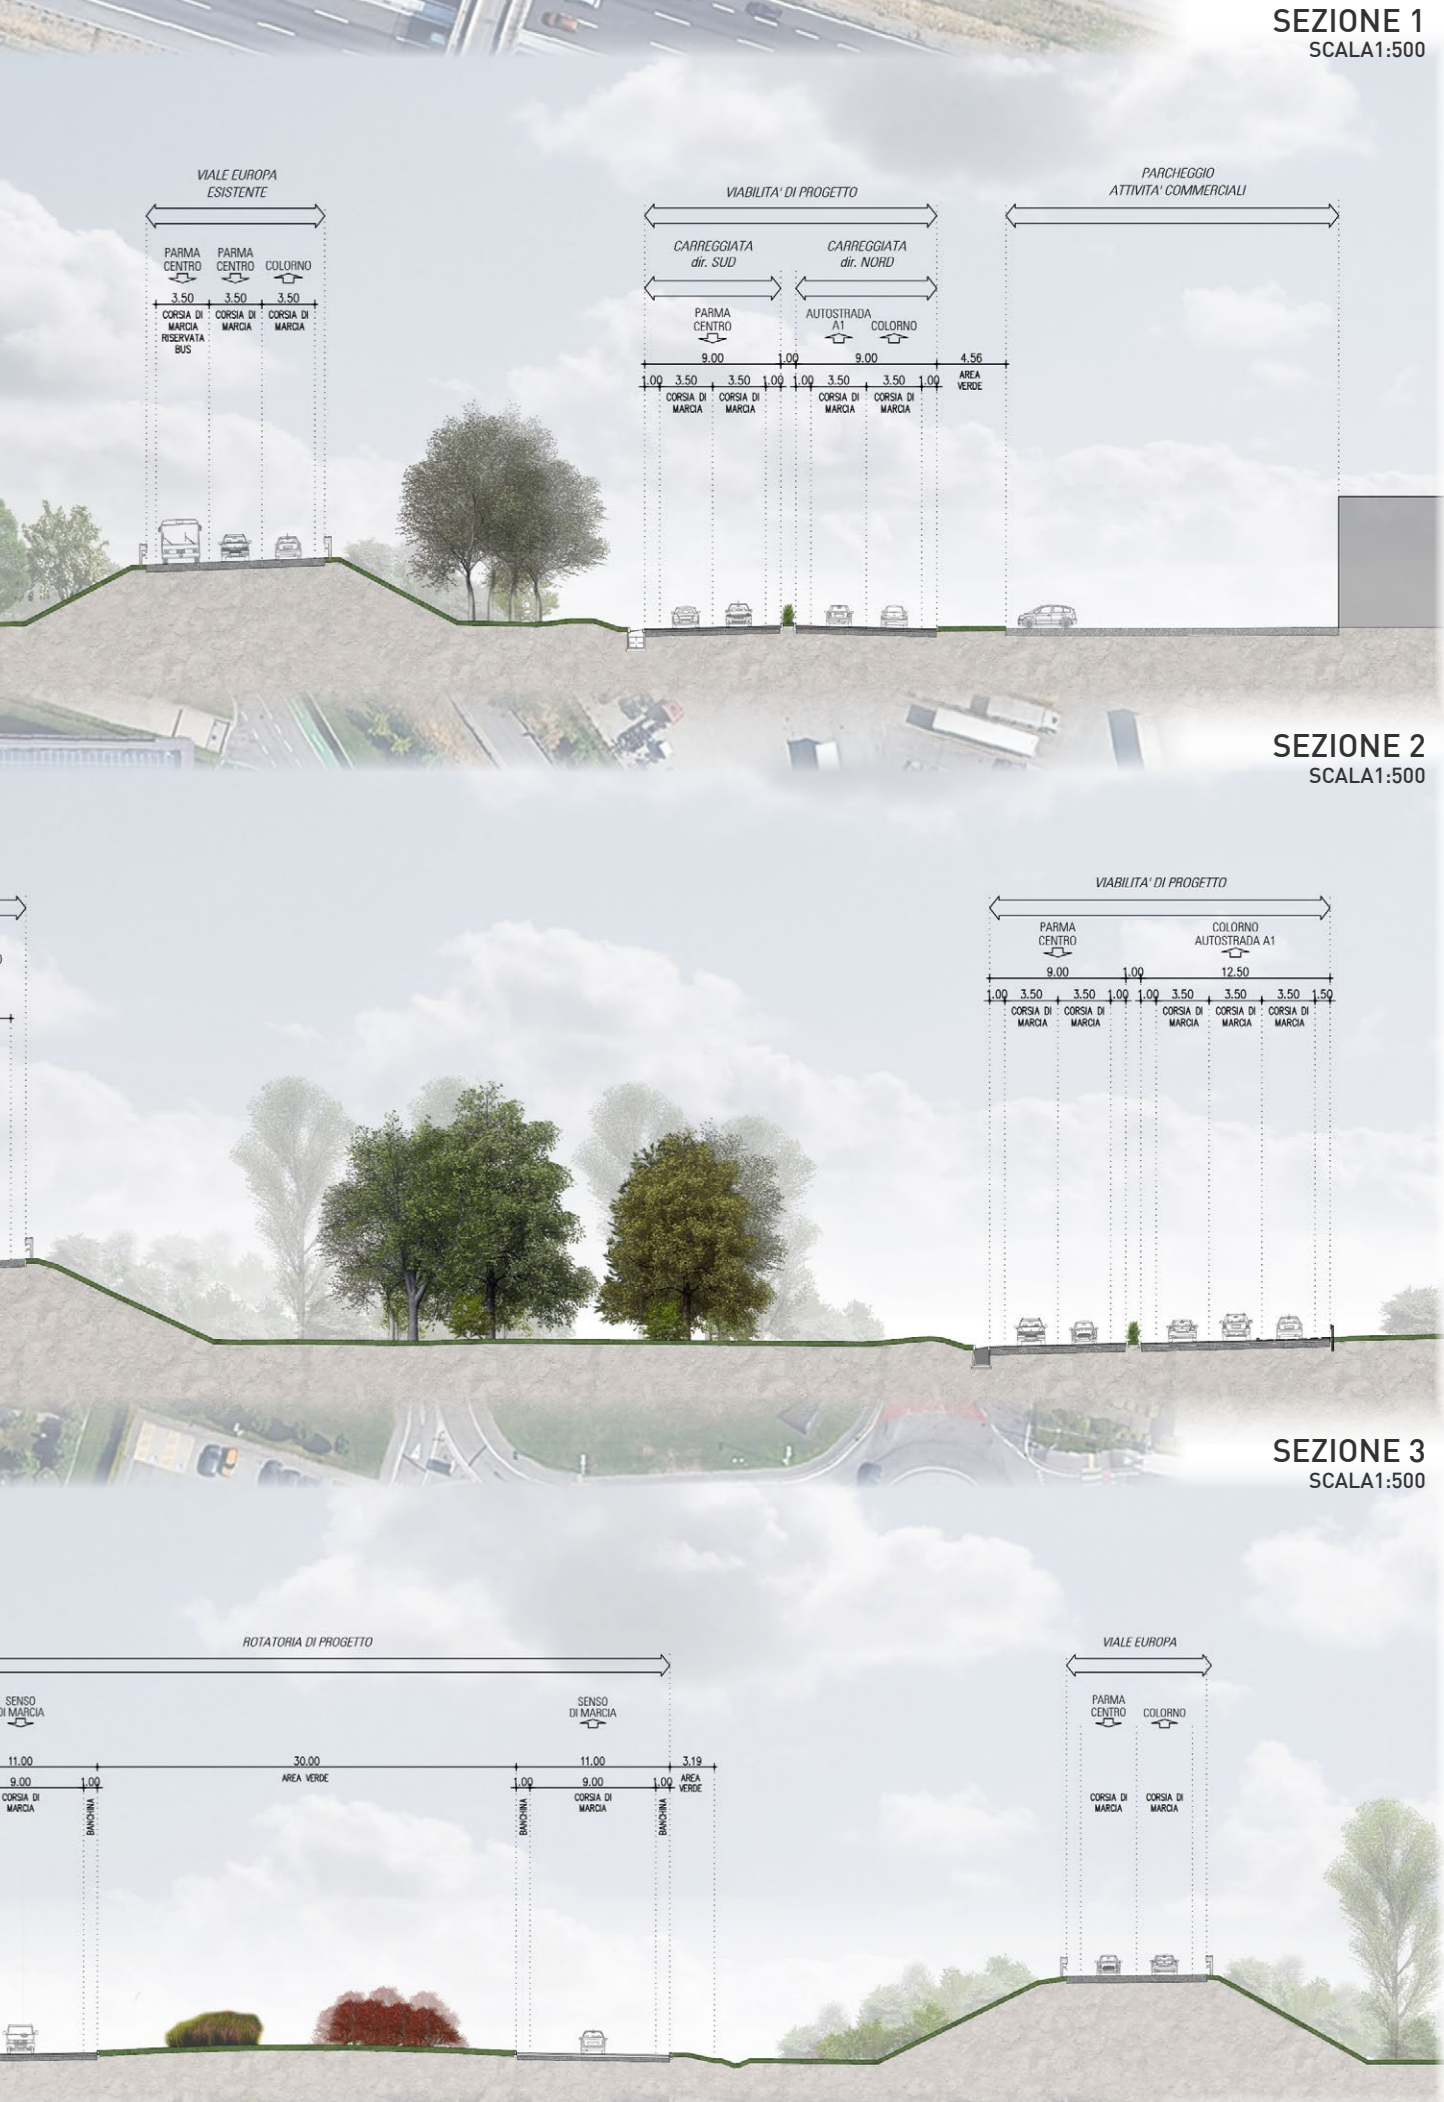 SEZIONE 1
SCALA1:500
VIALE EUROPA
ESISTENTE
PARMA
CENTRO
PARMA
CENTRO
COLORNO
3.50 3.50 3.50
CORSIA DI
MARCIA
RISERVATA
BUS
CORSIA DI
MARCIA
CORSIA DI
MARCIA
VIABILITA' DI PROGETTO
CARREGGIATA
dir. SUD
CARREGGIATA
dir. NORD
PARMA
CENTRO
AUTOSTRADA
A1
COLORNO
9.00 1.00 9.00 4.56
AREA
VERDE
1.00 3.50 3.50 1.00 1.00 3.50 3.50 1.00
CORSIA DI
MARCIA
CORSIA DI
MARCIA
CORSIA DI
MARCIA
CORSIA DI
MARCIA
PARCHEGGIO
ATTIVITA' COMMERCIALI
SEZIONE 2
SCALA1:500
VIABILITA' DI PROGETTO
PARMA
CENTRO
COLORNO
AUTOSTRADA A1
9.00 1.00 12.50
1.00 3.50 3.50 1.00 1.00 3.50 3.50 3.50 1.50
CORSIA DI
MARCIA
CORSIA DI
MARCIA
CORSIA DI
MARCIA
CORSIA DI
MARCIA
CORSIA DI
MARCIA
SEZIONE 3
SCALA1:500
ROTATORIA DI PROGETTO
SENSO
DI MARCIA
SENSO
DI MARCIA
11.00 30.00 11.00 3.19
AREA VERDE
AREA
VERDE
9.00 1.00 1.00 9.00 1.00
CORSIA DI
MARCIA
BANCHINA
BANCHINA
CORSIA DI
MARCIA
BANCHINA
VIALE EUROPA
PARMA
CENTRO
COLORNO
CORSIA DI
MARCIA
CORSIA DI
MARCIA